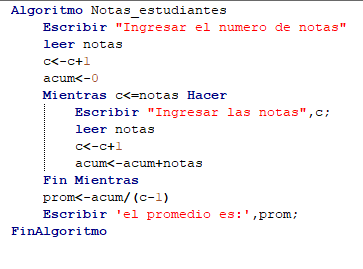 Algoritmo Notas_estudiantes
Escribir "Ingresar el numero de notas"
leer notas
c<-c+1
acum<-0
Mientras c<=notas Hacer
Escribir "Ingresar las notas",c;
leer notas
c<-c+1
acum<-acum+notas
Fin Mientras
prom<-acum/(c-1)
Escribir 'el promedio es:',prom;
FinAlgoritmo